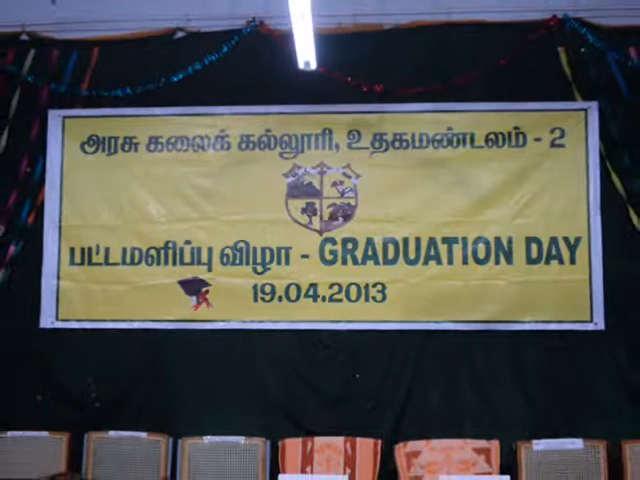 அரசு கலைக் கல்லூரி, உதகமண்டலம் - 2
பட்டமளிப்பு விழா - GRADUATION DAY
19.04.2013